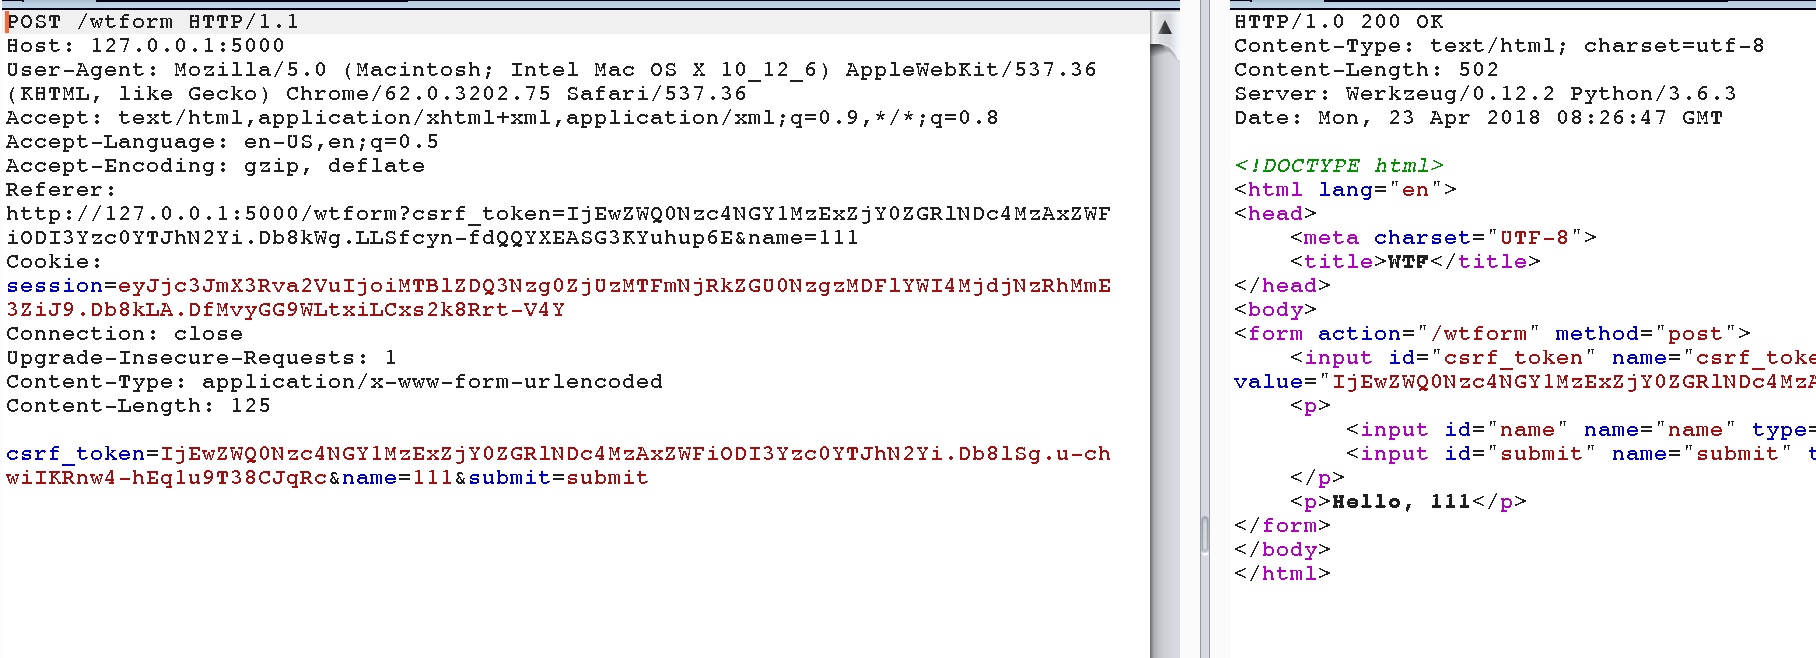 POST /wtform HTTP/1.1
Host: 127.0.0.1:5000
User-Agent: Mozilla/5.0 (Macintosh; Intel Mac OS X 10_12_6) AppleWebKit/537.36
(KHTML, like Gecko) Chrome/62.0.3202.75 Safari/537.36
Accept: text/html,application/xhtml+xml,application/xml;q=0.9,*/*;q=0.8
Accept-Language: en-US,en;q=0.5
Accept-Encoding: gzip, deflate
Referer:
http://127.0.0.1:5000/wtform?csrf_token=IjEwZWQ0Nzc4NGY1MzExZjY0ZGRlNDc4MzAxZWF
iODI3Yzc0YTJhN2Yi.Db8kWg.LLSfcyn-fdQQYXEASG3KYuhup6E&name=111
Cookie:
session=eyJjc3JmX3Rva2VuIjoiMTBlZDQ3Nzg0ZjUzMTFmNjRkZGU0NzgzMDFlYWI4MjdjNzRhMmE
3ZiJ9.Db8kLA.DfMvyGG9WLtxiLCxs2k8Rrt-V4Y
Connection: close
Upgrade-Insecure-Requests: 1
Content-Type: application/x-www-form-urlencoded
Content-Length: 125
csrf_token=IjEwZWQ0Nzc4NGY1MzExZjY0ZGRlNDc4MzAxZWFiODI3Yzc0YTJhN2Yi.Db8lSg.u-ch
wiIKRnw4-hEq1u9T38CJqRc&name=111&submit=submit
HTTP/1.0 200 OK
Content-Type: text/html; charset=utf-8
Content-Length: 502
Server: Werkzeug/0.12.2 Python/3.6.3
Date: Mon, 23 Apr 2018 08:26:47 GMT
<!DOCTYPE html>
<html lang="en">
<head>
<meta charset="UTF-8">
<title>WTF</title>
</head>
<body>
<form action="/wtform" method="post">
<input id="csrf_token" name="csrf_toke
value="IjEwZWQ0Nzc4NGY1MzExZjY0ZGRlNDc4MzA
<p>
<input id="name" name="name" type=
<input id="submit" name="submit" t
</p>
<p>Hello, 111</p>
</form>
</body>
</html>